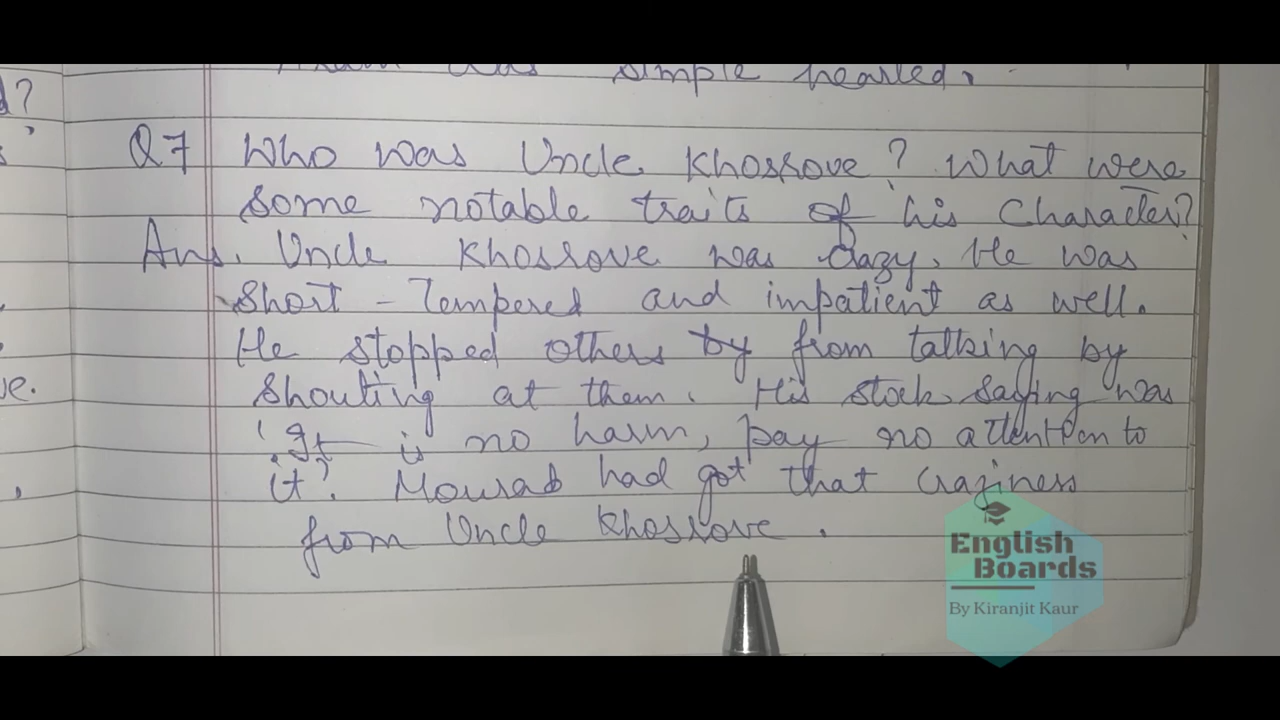 simple hearted.
d?
Q7 Who was Uncle Khosrove? What were
some notable traits of his Character?
Ans. Uncle Khosrove was crazy. He was
Short-Tempered and impatient as well.
He stopped others by from talking by
Shouting at them. His stock saying was
'It is no harm, pay no attention to
ve.
it'. Mourad had got that craziness
from Uncle Khosrove.
English
Boards
By Kiranjit Kaur